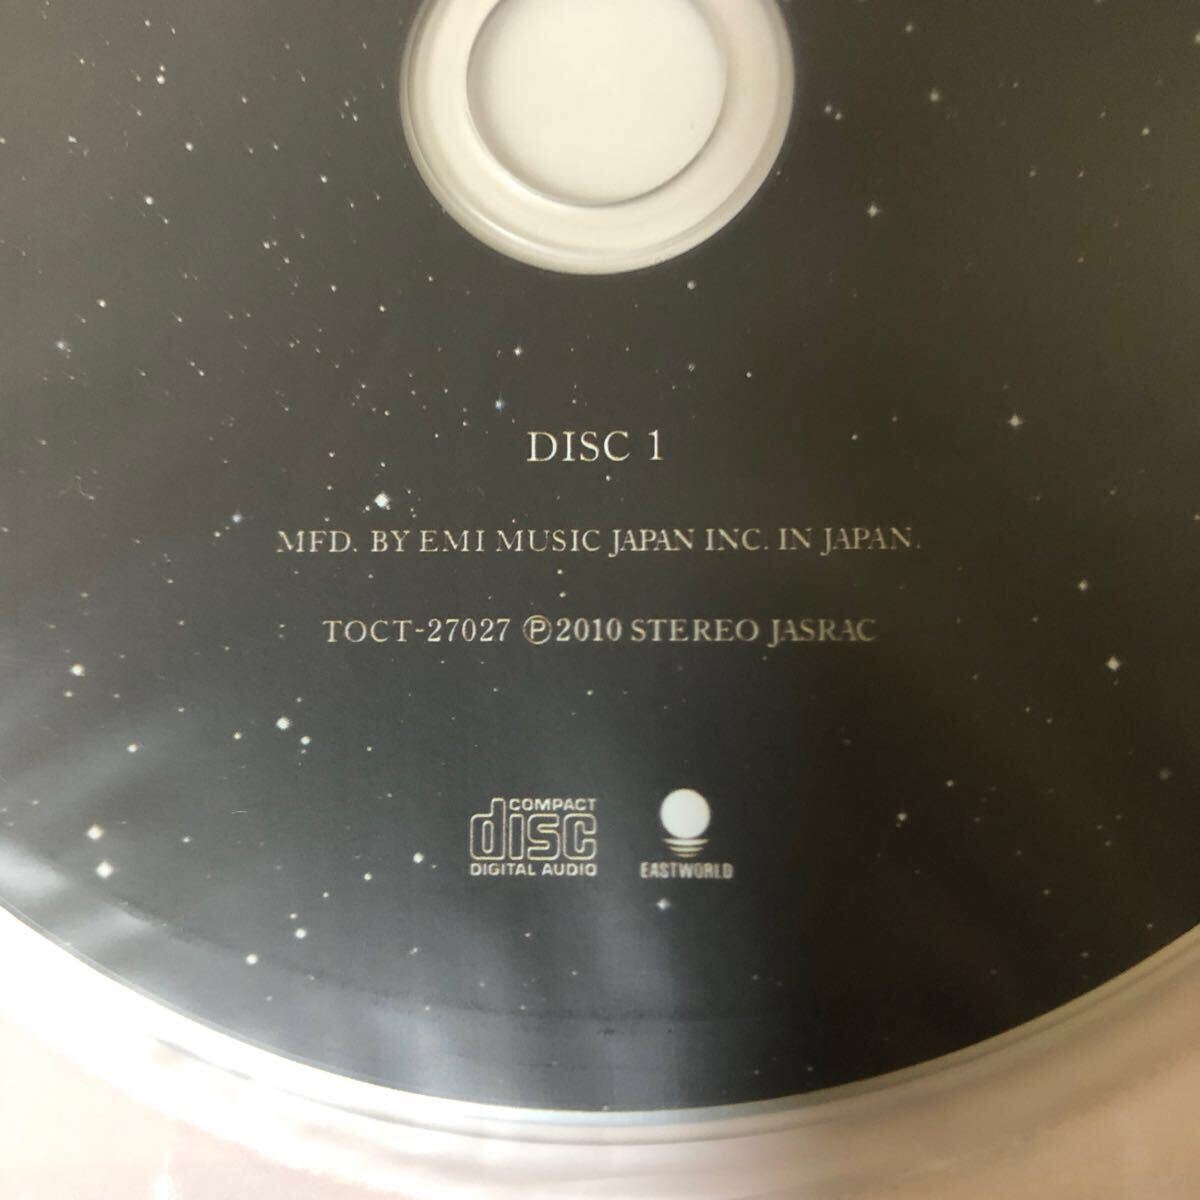 DISC 1
MFD. BY EMI MUSIC JAPAN INC. IN JAPAN.
TOCT-27027 Ⓟ2010 STEREO JASRAC
COMPACT
disc
DIGITAL AUDIO
EASTWORLD